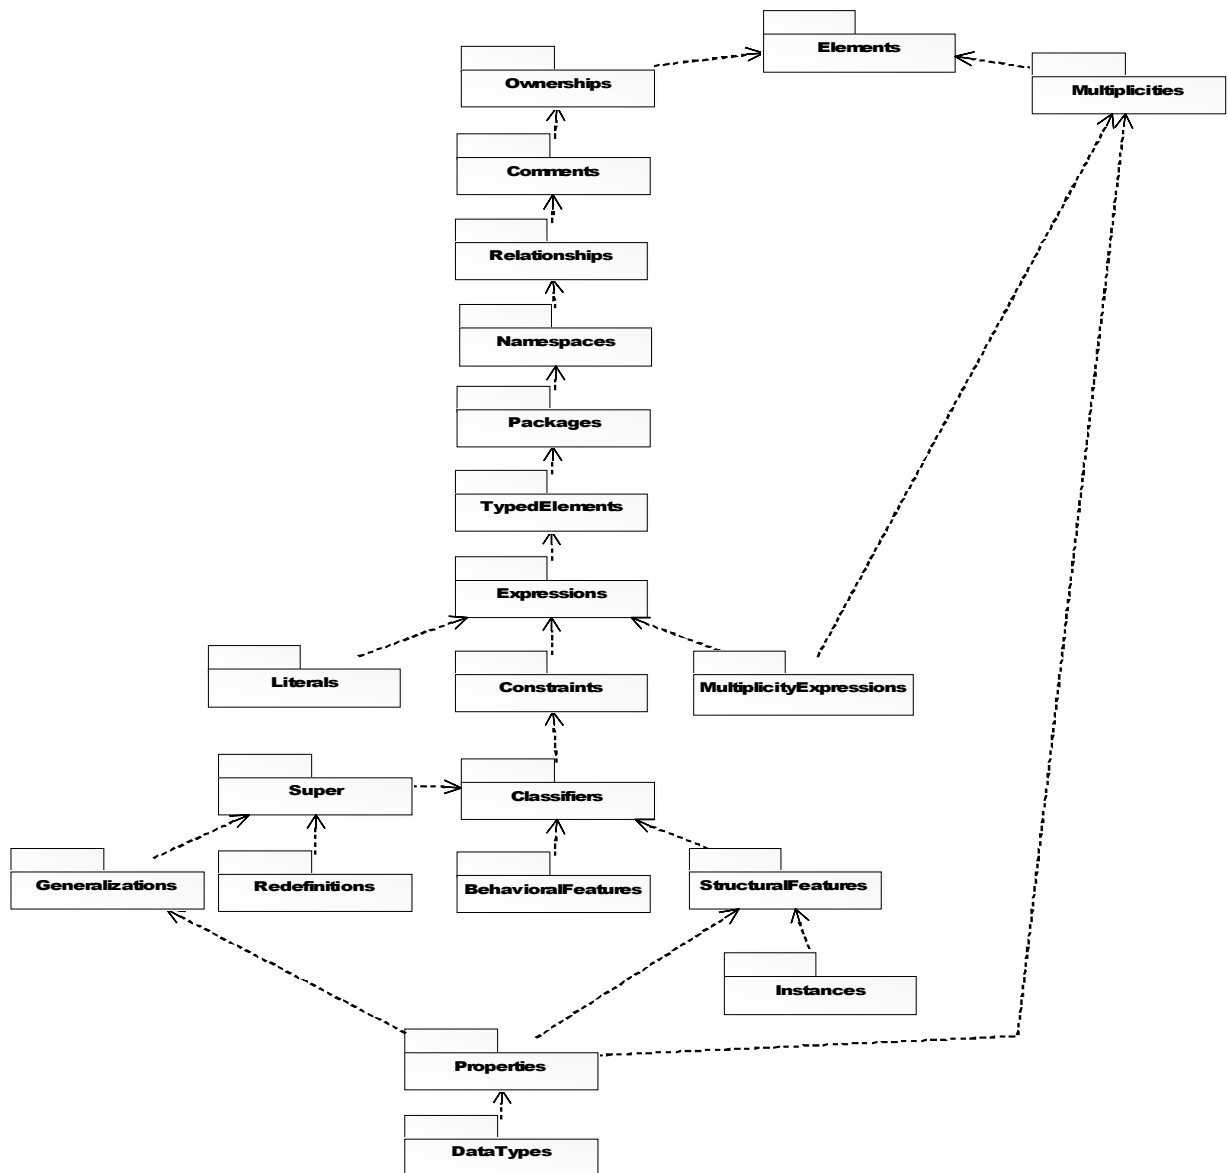 Elements
Ownerships
Multiplicities
Comments
Relationships
Namespaces
Packages
TypedElements
Expressions
Literals
Constraints
MultiplicityExpressions
Super
Classifiers
Generalizations
Redefinitions
BehavioralFeatures
StructuralFeatures
Instances
Properties
DataTypes